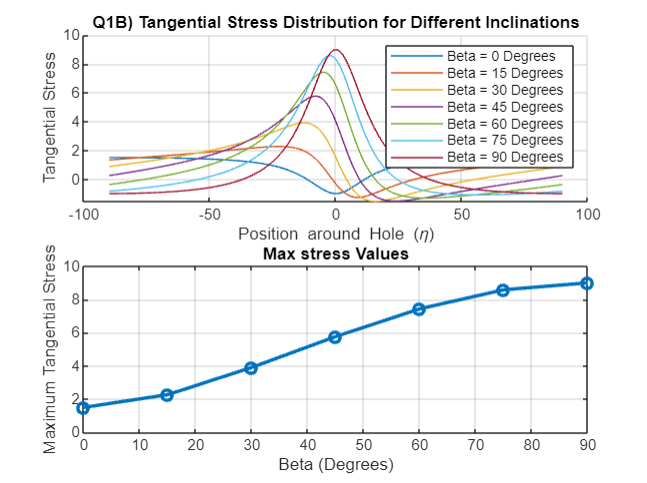 Q1B) Tangential Stress Distribution for Different Inclinations
Tangential Stress
10
8
6
4
2
0
Beta = 0 Degrees
Beta = 15 Degrees
Beta = 30 Degrees
Beta = 45 Degrees
Beta = 60 Degrees
Beta = 75 Degrees
Beta = 90 Degrees
-100 -50 0 50 100
Position around Hole (η)
Max stress Values
Maximum Tangential Stress
10
8
6
4
2
0
0 10 20 30 40 50 60 70 80 90
Beta (Degrees)